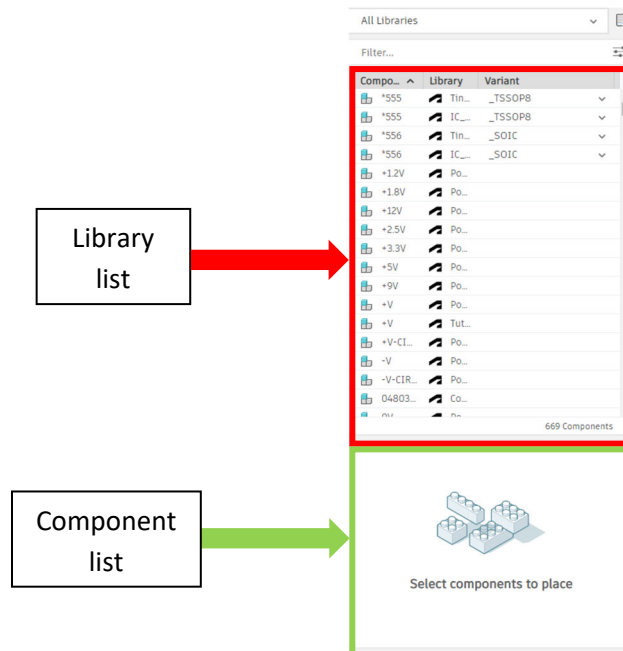 All Libraries
Filter...
Compo... Library Variant
*555 Tin... _TSSOP8
*555 IC_... _TSSOP8
*556 Tin... _SOIC
*556 IC_... _SOIC
+1.2V Po...
+1.8V Po...
+12V Po...
+2.5V Po...
+3.3V Po...
+5V Po...
+9V Po...
+V Po...
+V Tut...
+V-CI... Po...
-V Po...
-V-CIR... Po...
04803... Co...
669 Components
Library
list
Component
list
Select components to place